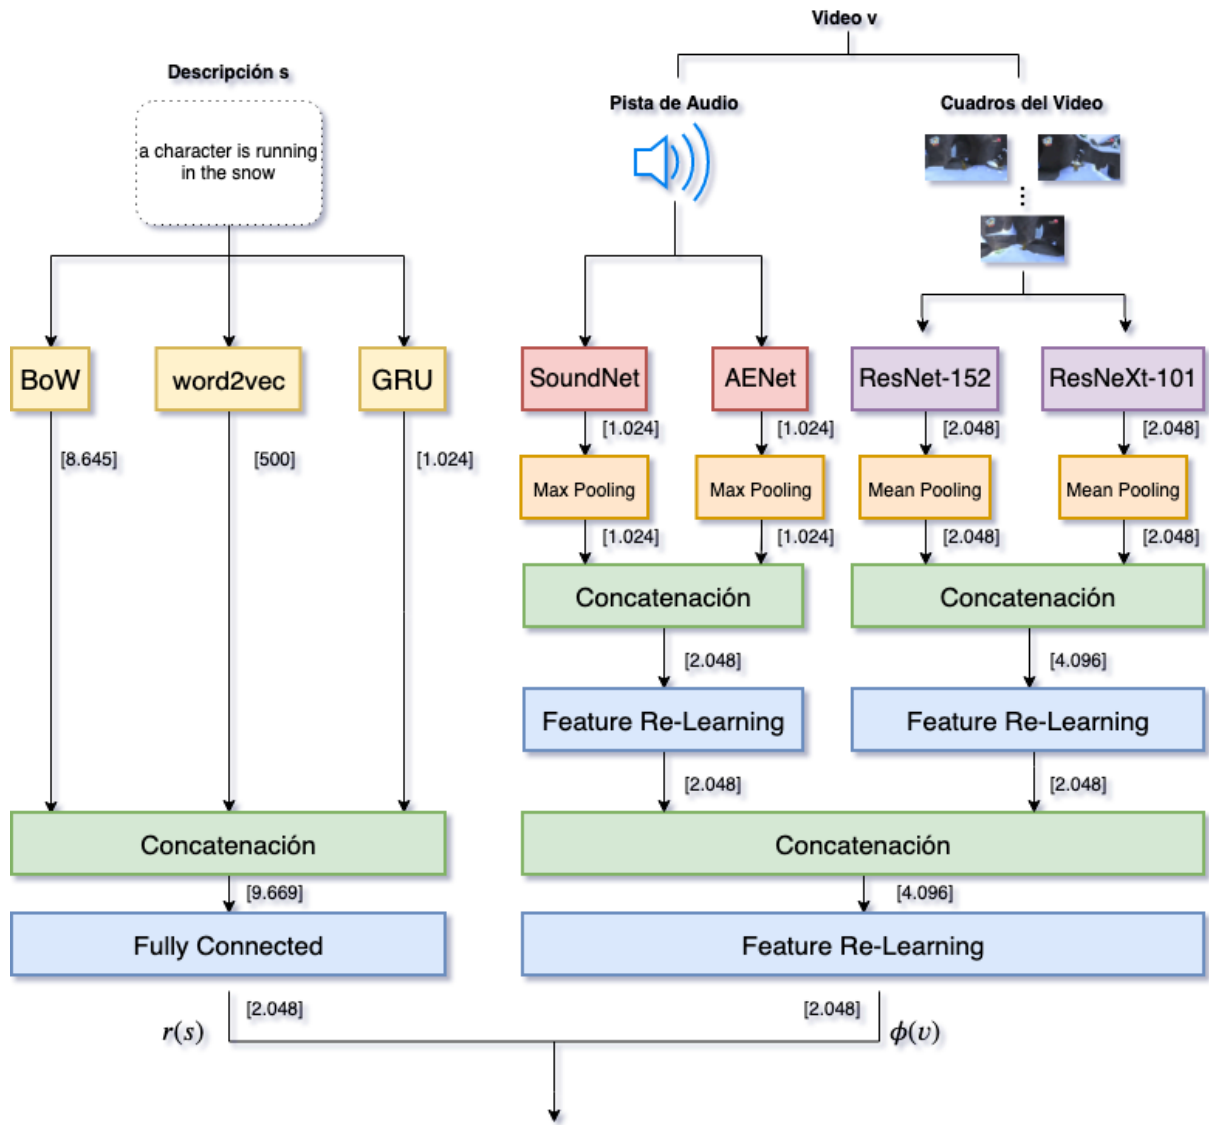 Video v
Descripción s
Pista de Audio
Cuadros del Video
a character is running
in the snow
BoW
word2vec
GRU
SoundNet
AENet
ResNet-152
ResNeXt-101
[1.024]
[1.024]
[2.048]
[2.048]
[8.645]
[500]
[1.024]
Max Pooling
Max Pooling
Mean Pooling
Mean Pooling
[1.024]
[1.024]
[2.048]
[2.048]
Concatenación
Concatenación
[2.048]
[4.096]
Feature Re-Learning
Feature Re-Learning
[2.048]
[2.048]
Concatenación
Concatenación
[9.669]
[4.096]
Fully Connected
Feature Re-Learning
[2.048]
[2.048]
r(s)
ϕ(v)